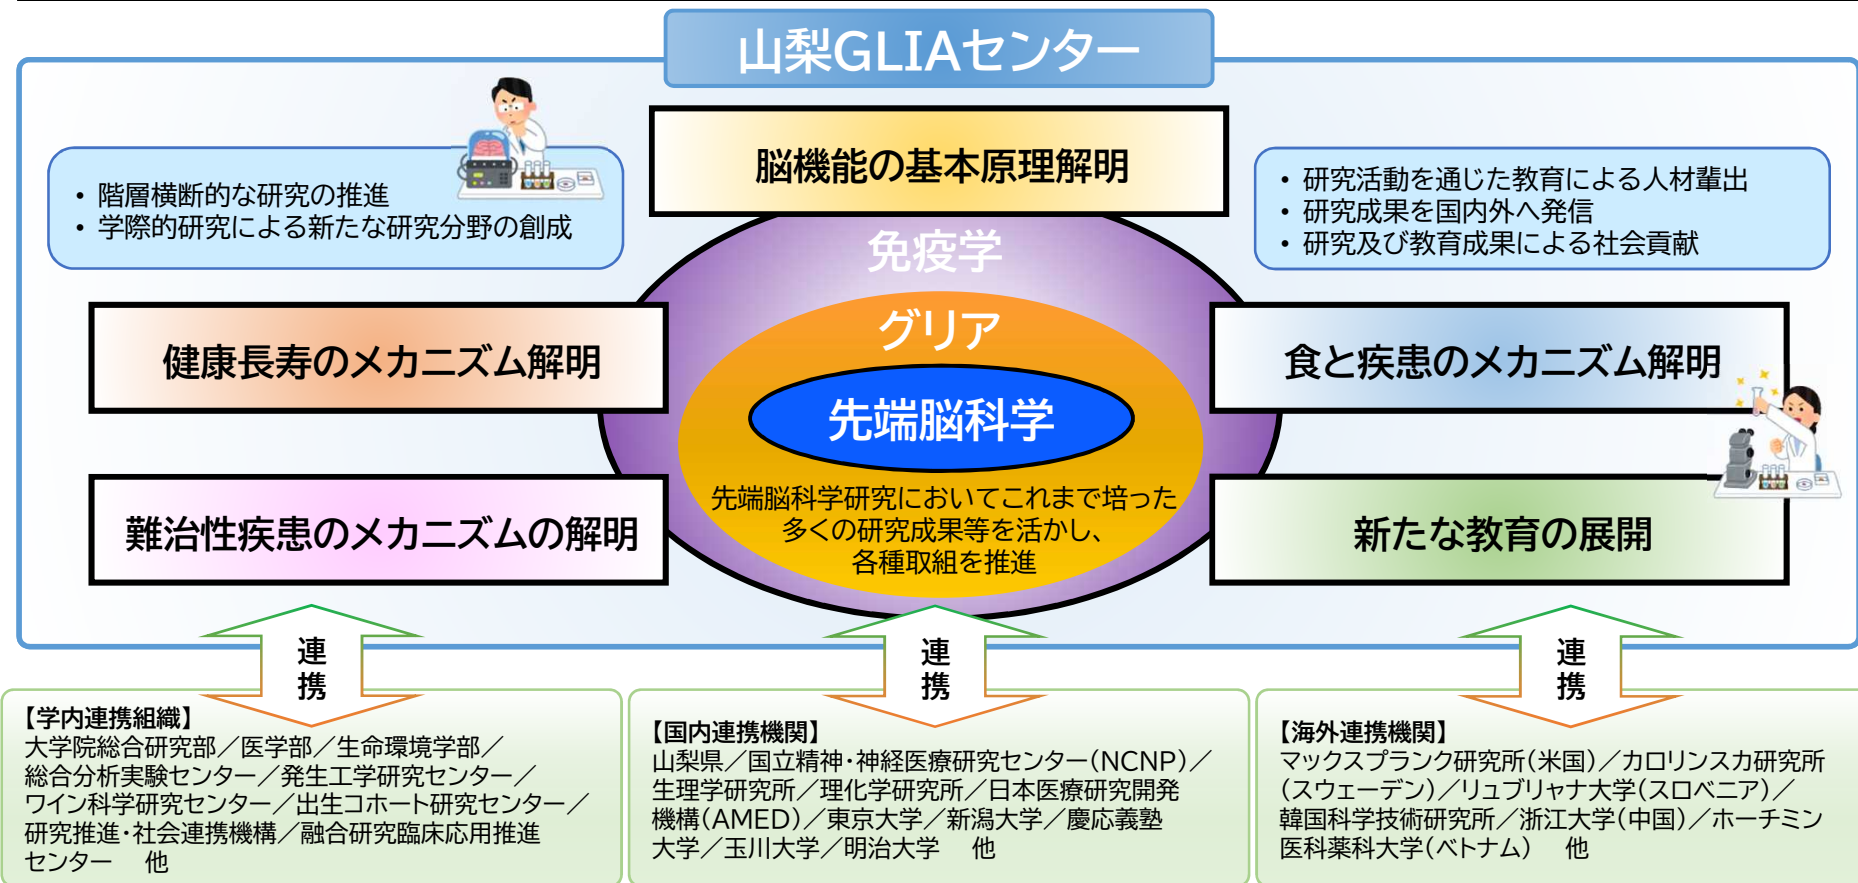 山梨GLIAセンター
脳機能の基本原理解明
・ 階層横断的な研究の推進
・ 学際的研究による新たな研究分野の創成
・ 研究活動を通じた教育による人材輩出
・ 研究成果を国内外へ発信
・ 研究及び教育成果による社会貢献
免疫学
グリア
先端脳科学
先端脳科学研究においてこれまで培った
多くの研究成果等を活かし、
各種取組を推進
健康長寿のメカニズム解明
食と疾患のメカニズム解明
難治性疾患のメカニズムの解明
新たな教育の展開
連携
連携
連携
【学内連携組織】
大学院総合研究部／医学部／生命環境学部／
総合分析実験センター／発生工学研究センター／
ワイン科学研究センター／出生コホート研究センター／
研究推進・社会連携機構／融合研究臨床応用推進
センター　他
【国内連携機関】
山梨県／国立精神・神経医療研究センター(NCNP)／
生理学研究所／理化学研究所／日本医療研究開発
機構(AMED)／東京大学／新潟大学／慶応義塾
大学／玉川大学／明治大学　他
【海外連携機関】
マックスプランク研究所(米国)／カロリンスカ研究所
(スウェーデン)／リュブリャナ大学(スロベニア)／
韓国科学技術研究所／浙江大学(中国)／ホーチミン
医科薬科大学(ベトナム)　他